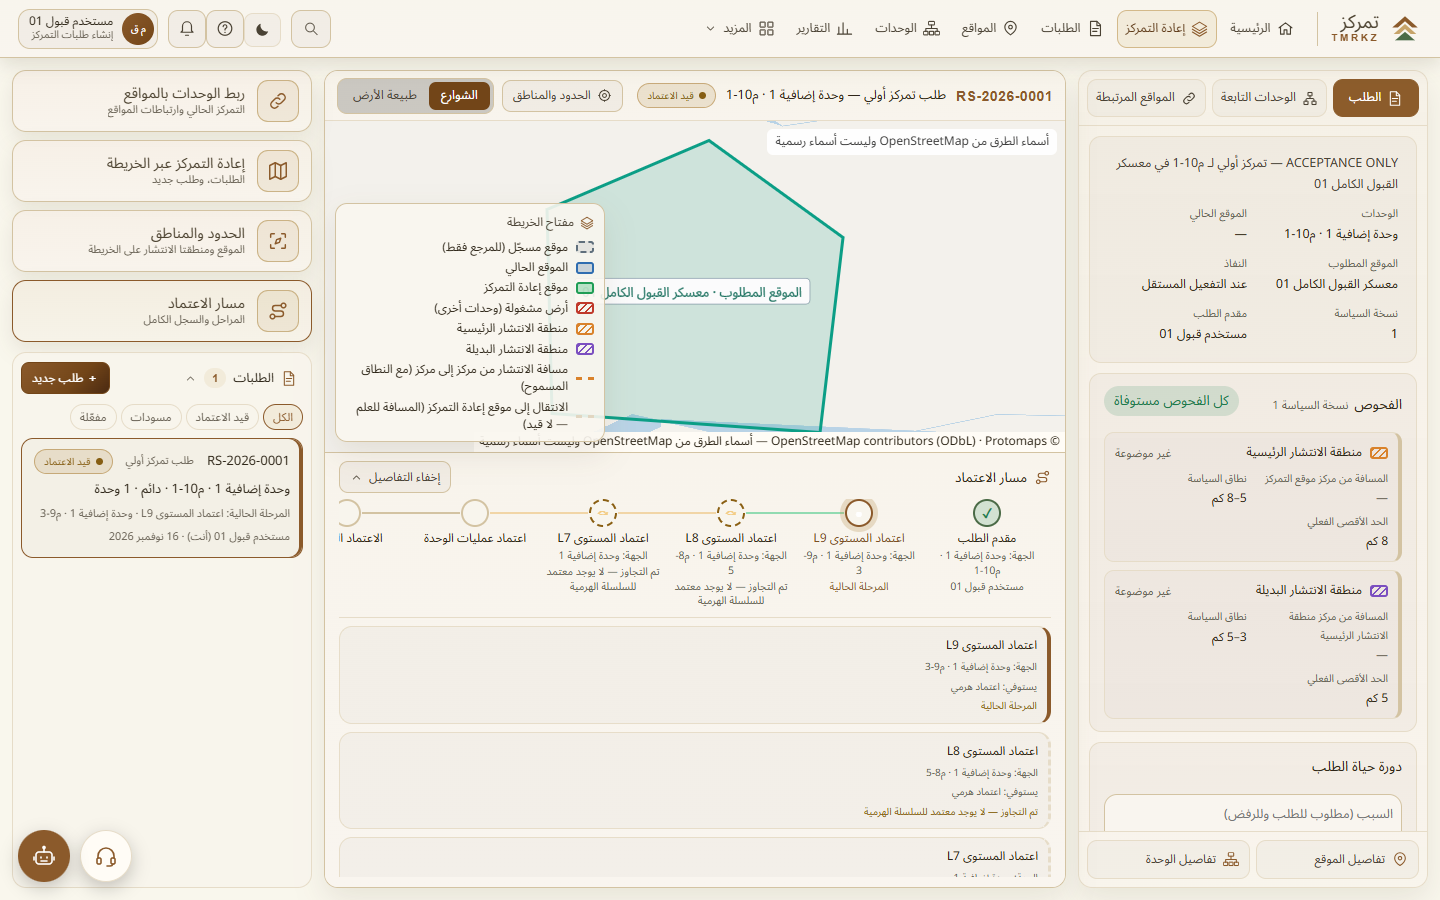 تمركز
TMRKZ
الرئيسية
إعادة التمركز
الطلبات
المواقع
الوحدات
التقارير
المزيد
مستخدم قبول 01
إنشاء طلبات التمركز
م ق
الطلب
الوحدات التابعة
المواقع المرتبطة
ACCEPTANCE ONLY — تمركز أولي لـ م10-1 في معسكر
القبول الكامل 01
الوحدات
الموقع الحالي
وحدة إضافية 1 · م10-1
—
الموقع المطلوب
النفاذ
معسكر القبول الكامل 01
عند التفعيل المستقل
نسخة السياسة
مقدم الطلب
1
مستخدم قبول 01
الفحوص
نسخة السياسة 1
كل الفحوص مستوفاة
منطقة الانتشار الرئيسية
غير موضوعة
المسافة من مركز موقع التمركز
نطاق السياسة
—
5–8 كم
الحد الأقصى الفعلي
8 كم
منطقة الانتشار البديلة
غير موضوعة
المسافة من مركز منطقة
الانتشار الرئيسية
نطاق السياسة
—
3–5 كم
الحد الأقصى الفعلي
5 كم
دورة حياة الطلب
السبب (مطلوب للطلب وللرفض)
تفاصيل الموقع
تفاصيل الوحدة
RS-2026-0001
طلب تمركز أولي — وحدة إضافية 1 · م10-1
قيد الاعتماد
الحدود والمناطق
الشوارع
طبيعة الأرض
أسماء الطرق من OpenStreetMap وليست أسماء رسمية
الموقع المطلوب · معسكر القبول الكامل
مفتاح الخريطة
موقع مسجّل (للمرجع فقط)
الموقع الحالي
موقع إعادة التمركز
أرض مشغولة (وحدات أخرى)
منطقة الانتشار الرئيسية
منطقة الانتشار البديلة
مسافة الانتشار من مركز إلى مركز (مع النطاق
المسموح)
الانتقال إلى موقع إعادة التمركز (المسافة للعلم
— لا قيد)
© OpenStreetMap contributors (ODbL) · Protomaps — أسماء الطرق من OpenStreetMap وليست أسماء رسمية
مسار الاعتماد
إخفاء التفاصيل
مقدم الطلب
الجهة: وحدة إضافية 1 ·
م10-1
مستخدم قبول 01
اعتماد المستوى L9
الجهة: وحدة إضافية 1 · م9-
3
المرحلة الحالية
اعتماد المستوى L8
الجهة: وحدة إضافية 1 · م8-
5
تم التجاوز — لا يوجد معتمد
للسلسلة الهرمية
اعتماد المستوى L7
الجهة: وحدة إضافية 1
تم التجاوز — لا يوجد معتمد
للسلسلة الهرمية
اعتماد عمليات الوحدة
الاعتماد
اعتماد المستوى L9
الجهة: وحدة إضافية 1 · م9-3
يستوفي: اعتماد هرمي
المرحلة الحالية
اعتماد المستوى L8
الجهة: وحدة إضافية 1 · م8-5
يستوفي: اعتماد هرمي
تم التجاوز — لا يوجد معتمد للسلسلة الهرمية
اعتماد المستوى L7
ربط الوحدات بالمواقع
التمركز الحالي وارتباطات المواقع
إعادة التمركز عبر الخريطة
الطلبات، وطلب جديد
الحدود والمناطق
الموقع ومنطقتا الانتشار على الخريطة
مسار الاعتماد
المراحل والسجل الكامل
الطلبات
1
+ طلب جديد
الكل
قيد الاعتماد
مسودات
مفعّلة
RS-2026-0001
طلب تمركز أولي
قيد الاعتماد
وحدة إضافية 1 · م10-1 · دائم · 1 وحدة
المرحلة الحالية: اعتماد المستوى L9 · وحدة إضافية 1 · م9-3
مستخدم قبول 01 (أنت) · 16 نوفمبر 2026